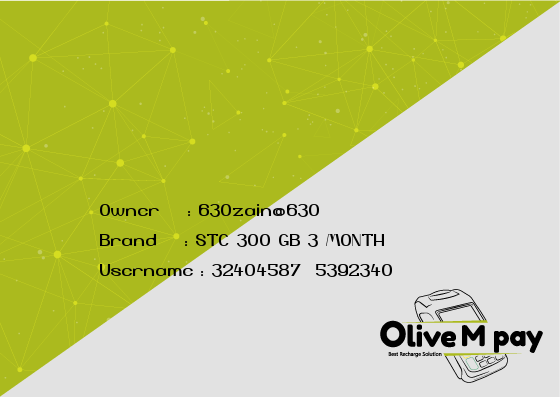 Owner : 630zain@630
Brand : STC 300 GB 3 MONTH
Username : 32404587 5392340
Olive M pay
Best Recharge Solution